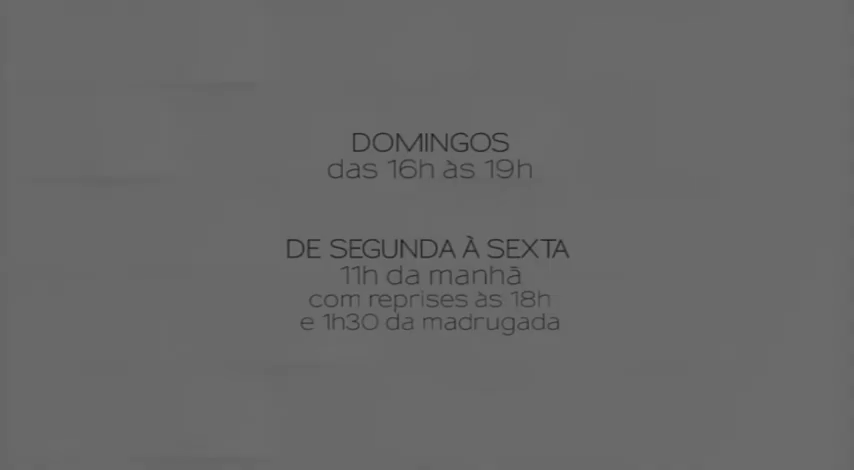 DOMINGOS
das 16h às 19h
DE SEGUNDA À SEXTA
11h da manhã
com reprises às 18h
e 1h30 da madrugada